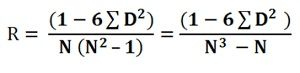 R = (1 − 6 ∑ D²) / N (N² − 1) = (1 − 6 ∑ D² ) / N³ − N